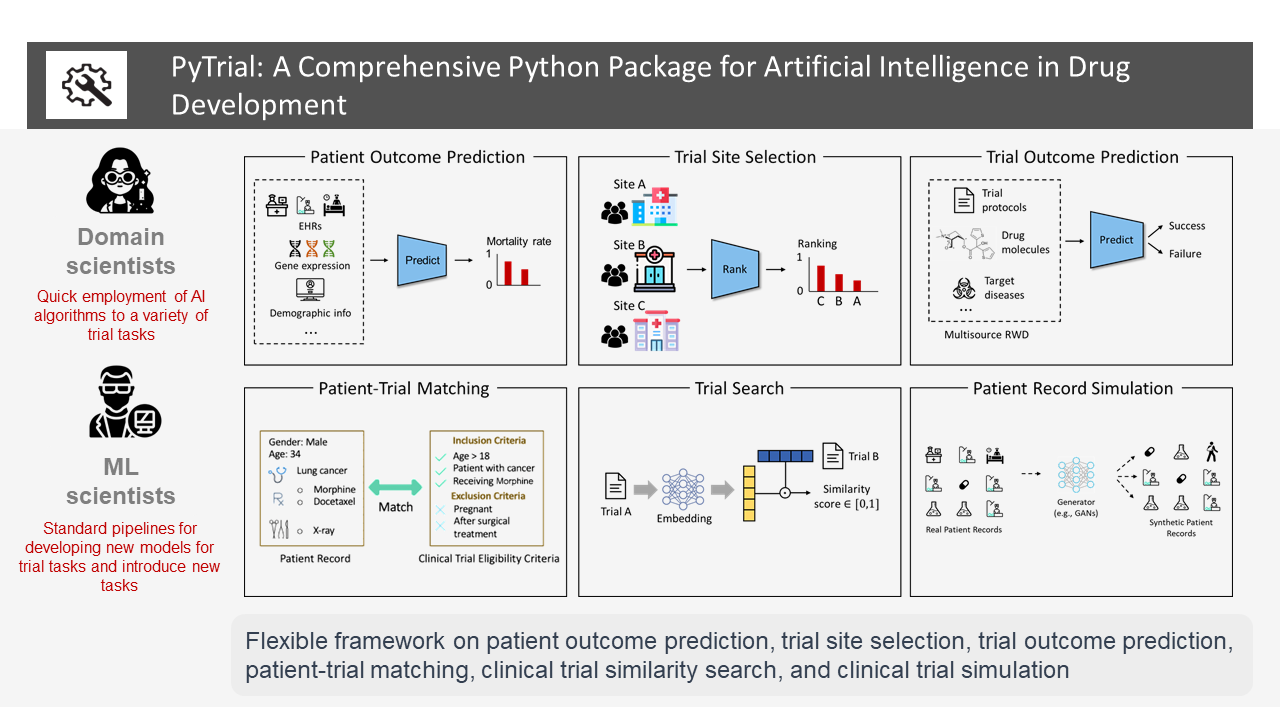 PyTrial: A Comprehensive Python Package for Artificial Intelligence in Drug
Development
Domain
scientists
Quick employment of AI
algorithms to a variety of
trial tasks
ML
scientists
Standard pipelines for
developing new models for
trial tasks and introduce new
tasks
Patient Outcome Prediction
EHRs
Gene expression
Demographic info
...
Predict
Mortality rate
1
0
Trial Site Selection
Site A
Site B
Site C
Rank
Ranking
1
0
C B A
Trial Outcome Prediction
Trial
protocols
Drug
molecules
Target
diseases
...
Multisource RWD
Predict
Success
Failure
Patient-Trial Matching
Gender: Male
Age: 34
Lung cancer
Morphine
Docetaxel
X-ray
Patient Record
Match
Inclusion Criteria
Age > 18
Patient with cancer
Receiving Morphine
Exclusion Criteria
Pregnant
After surgical
treatment
Clinical Trial Eligibility Criteria
Trial Search
Trial A
Embedding
Trial B
Similarity
score ∈ [0,1]
Patient Record Simulation
Real Patient Records
Generator
(e.g., GANs)
Synthetic Patient
Records
Flexible framework on patient outcome prediction, trial site selection, trial outcome prediction,
patient-trial matching, clinical trial similarity search, and clinical trial simulation